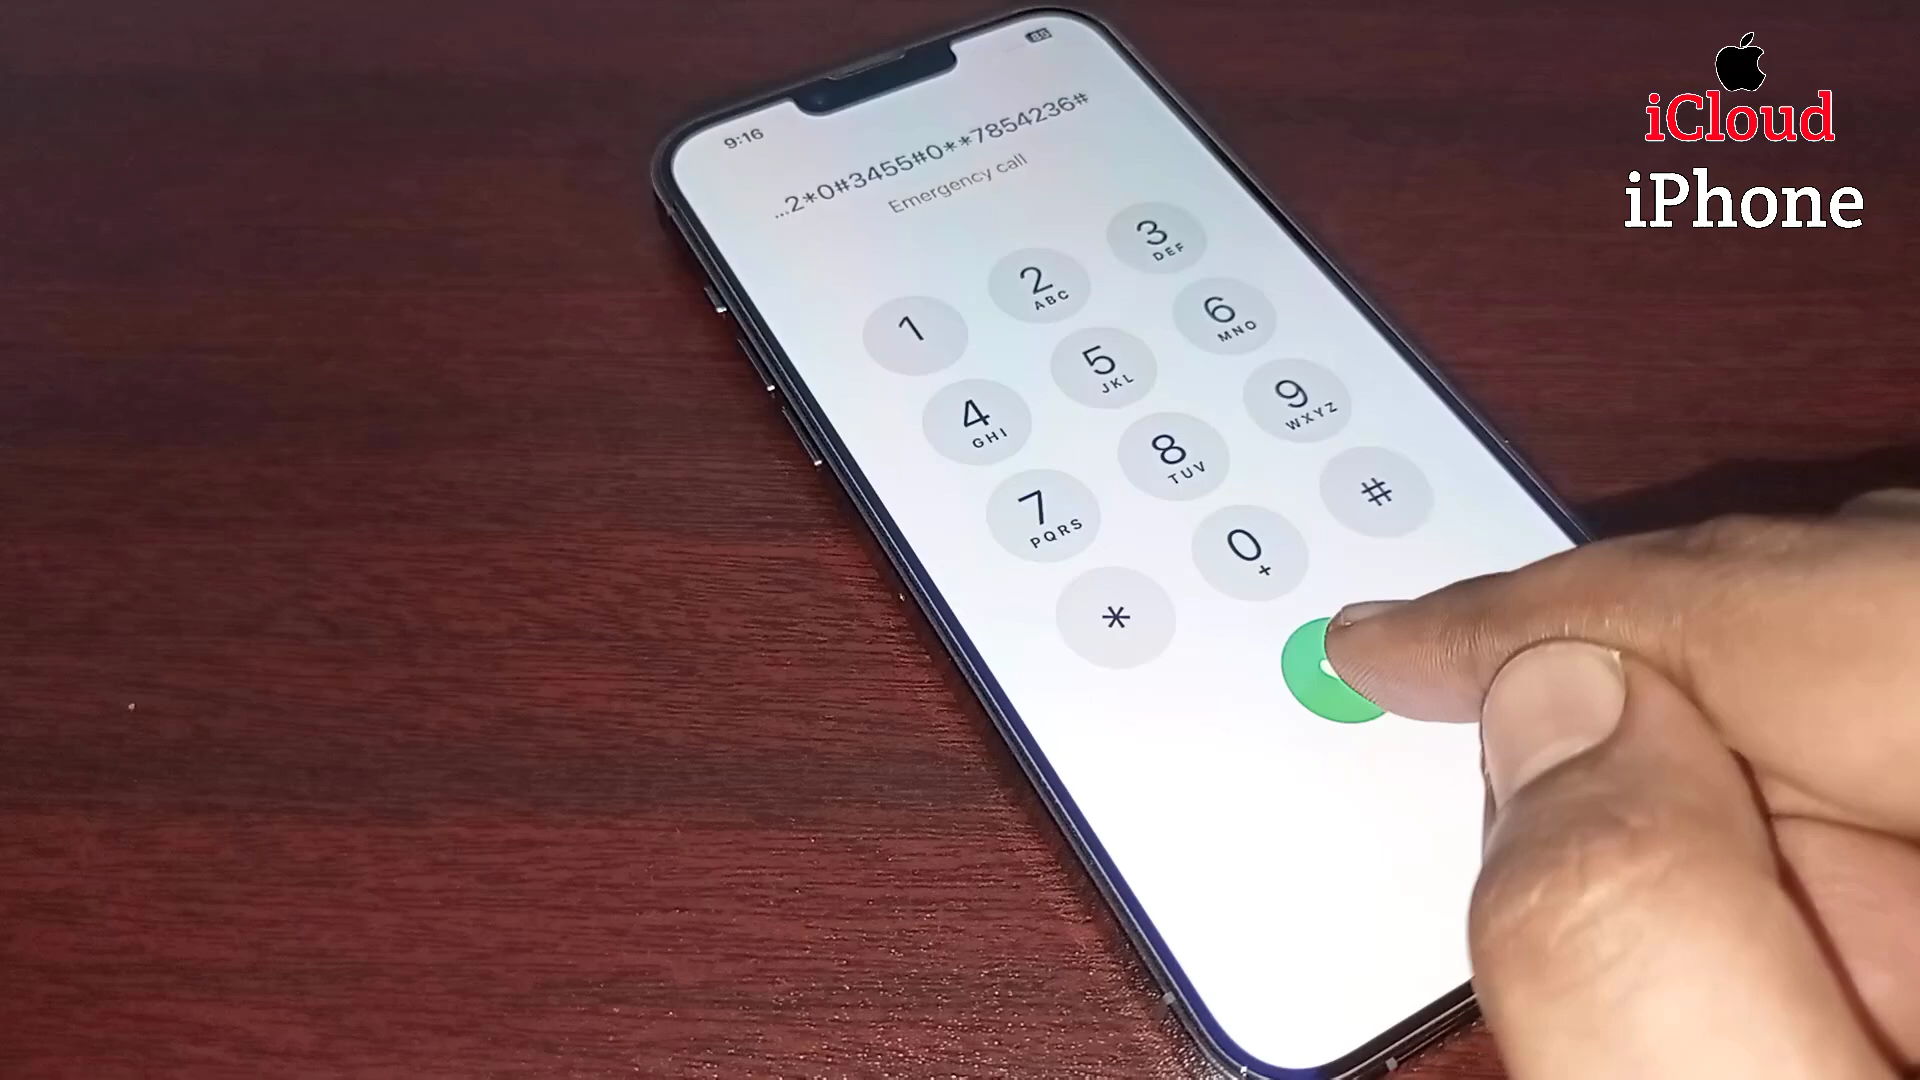 9:16
85
...2*0#3455#0**7854236#
Emergency call
1
2
ABC
3
DEF
4
GHI
5
JKL
6
MNO
7
PQRS
8
TUV
9
WXYZ
*
0
+
#
iCloud
iPhone